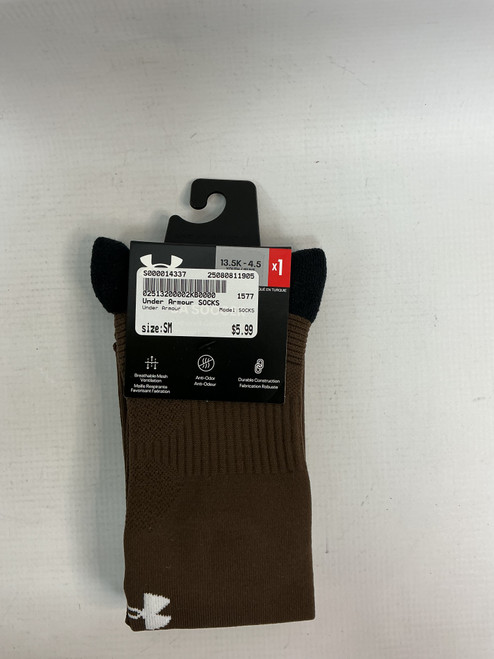 13.5K - 4.5
x1
S000014337 25080811905
02513200002KB0000 1577
Under Armour SOCKS
Under Armour Model: SOCKS
size:SM $5.99
Breathable Mesh
Ventilation
Maille Respirante
Favorisant l'aération
Anti-Odor
Anti-Odeur
Durable Construction
Fabrication Robuste